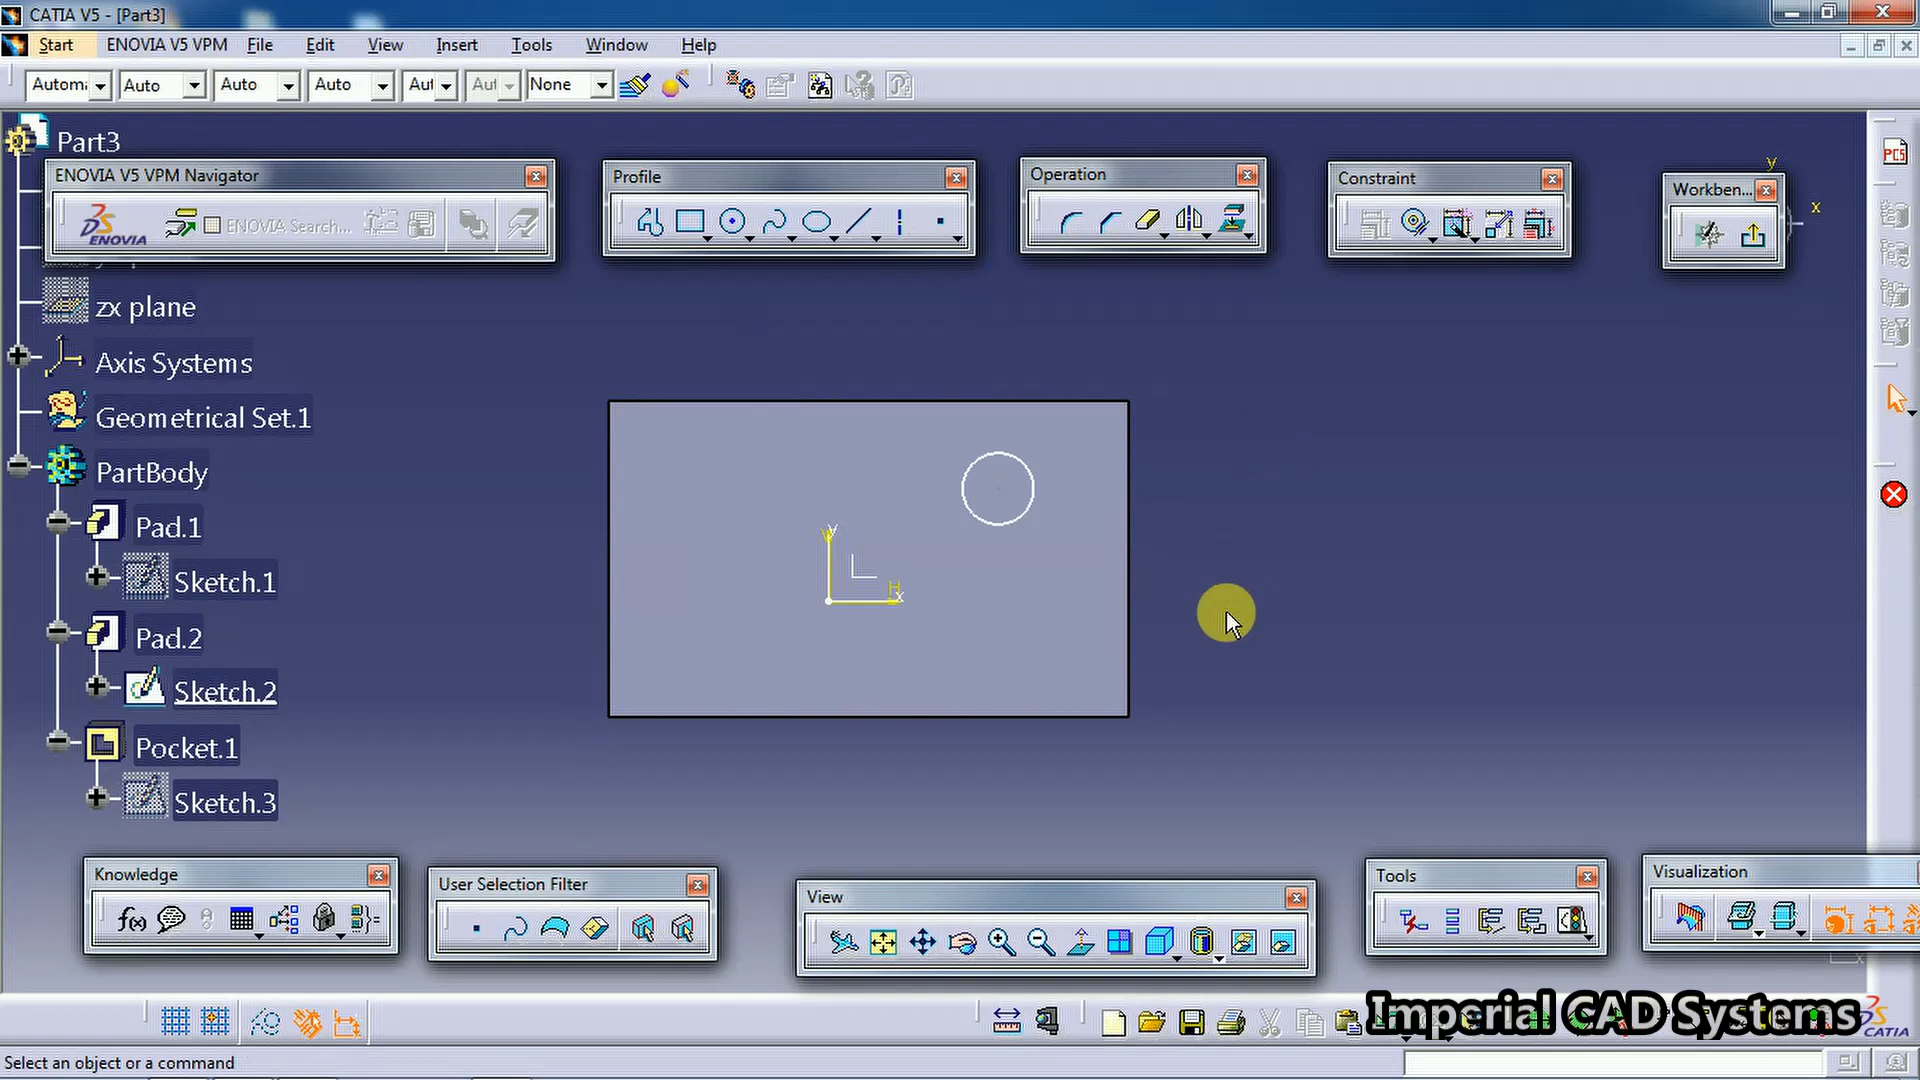 CATIA V5 - [Part3]
Start ENOVIA V5 VPM File Edit View Insert Tools Window Help
Auto Auto Auto None
Part3
ENOVIA V5 VPM Navigator
Profile
Operation
Constraint
Workben...
y
x
PCS
ENOVIA
ENOVIA Search...
zx plane
Axis Systems
Geometrical Set.1
PartBody
Pad.1
Sketch.1
Pad.2
Sketch.2
Pocket.1
Sketch.3
y
V
H
x
Knowledge
User Selection Filter
View
Tools
Visualization
f(x)
Imperial CAD Systems
CATIA
Select an object or a command